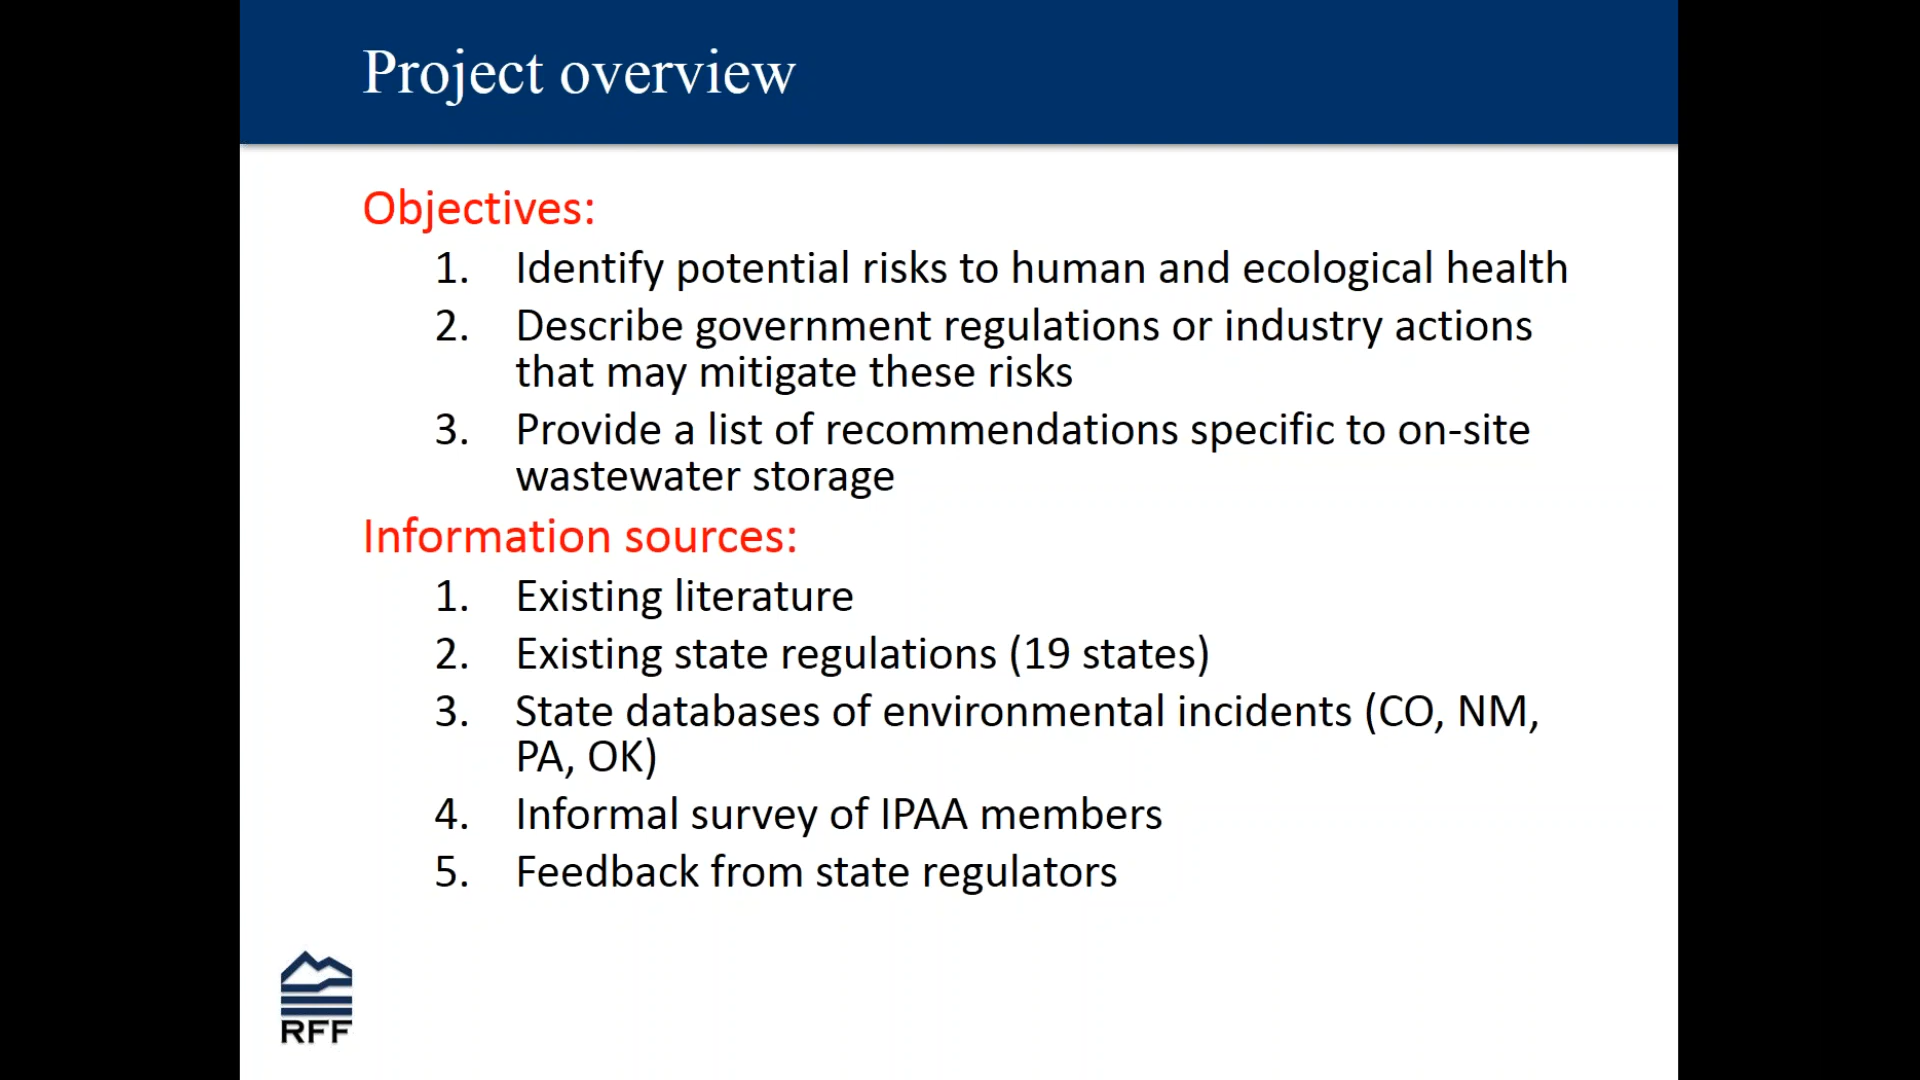 Project overview
Objectives:
1. Identify potential risks to human and ecological health
2. Describe government regulations or industry actions
that may mitigate these risks
3. Provide a list of recommendations specific to on-site
wastewater storage
Information sources:
1. Existing literature
2. Existing state regulations (19 states)
3. State databases of environmental incidents (CO, NM,
PA, OK)
4. Informal survey of IPAA members
5. Feedback from state regulators
RFF